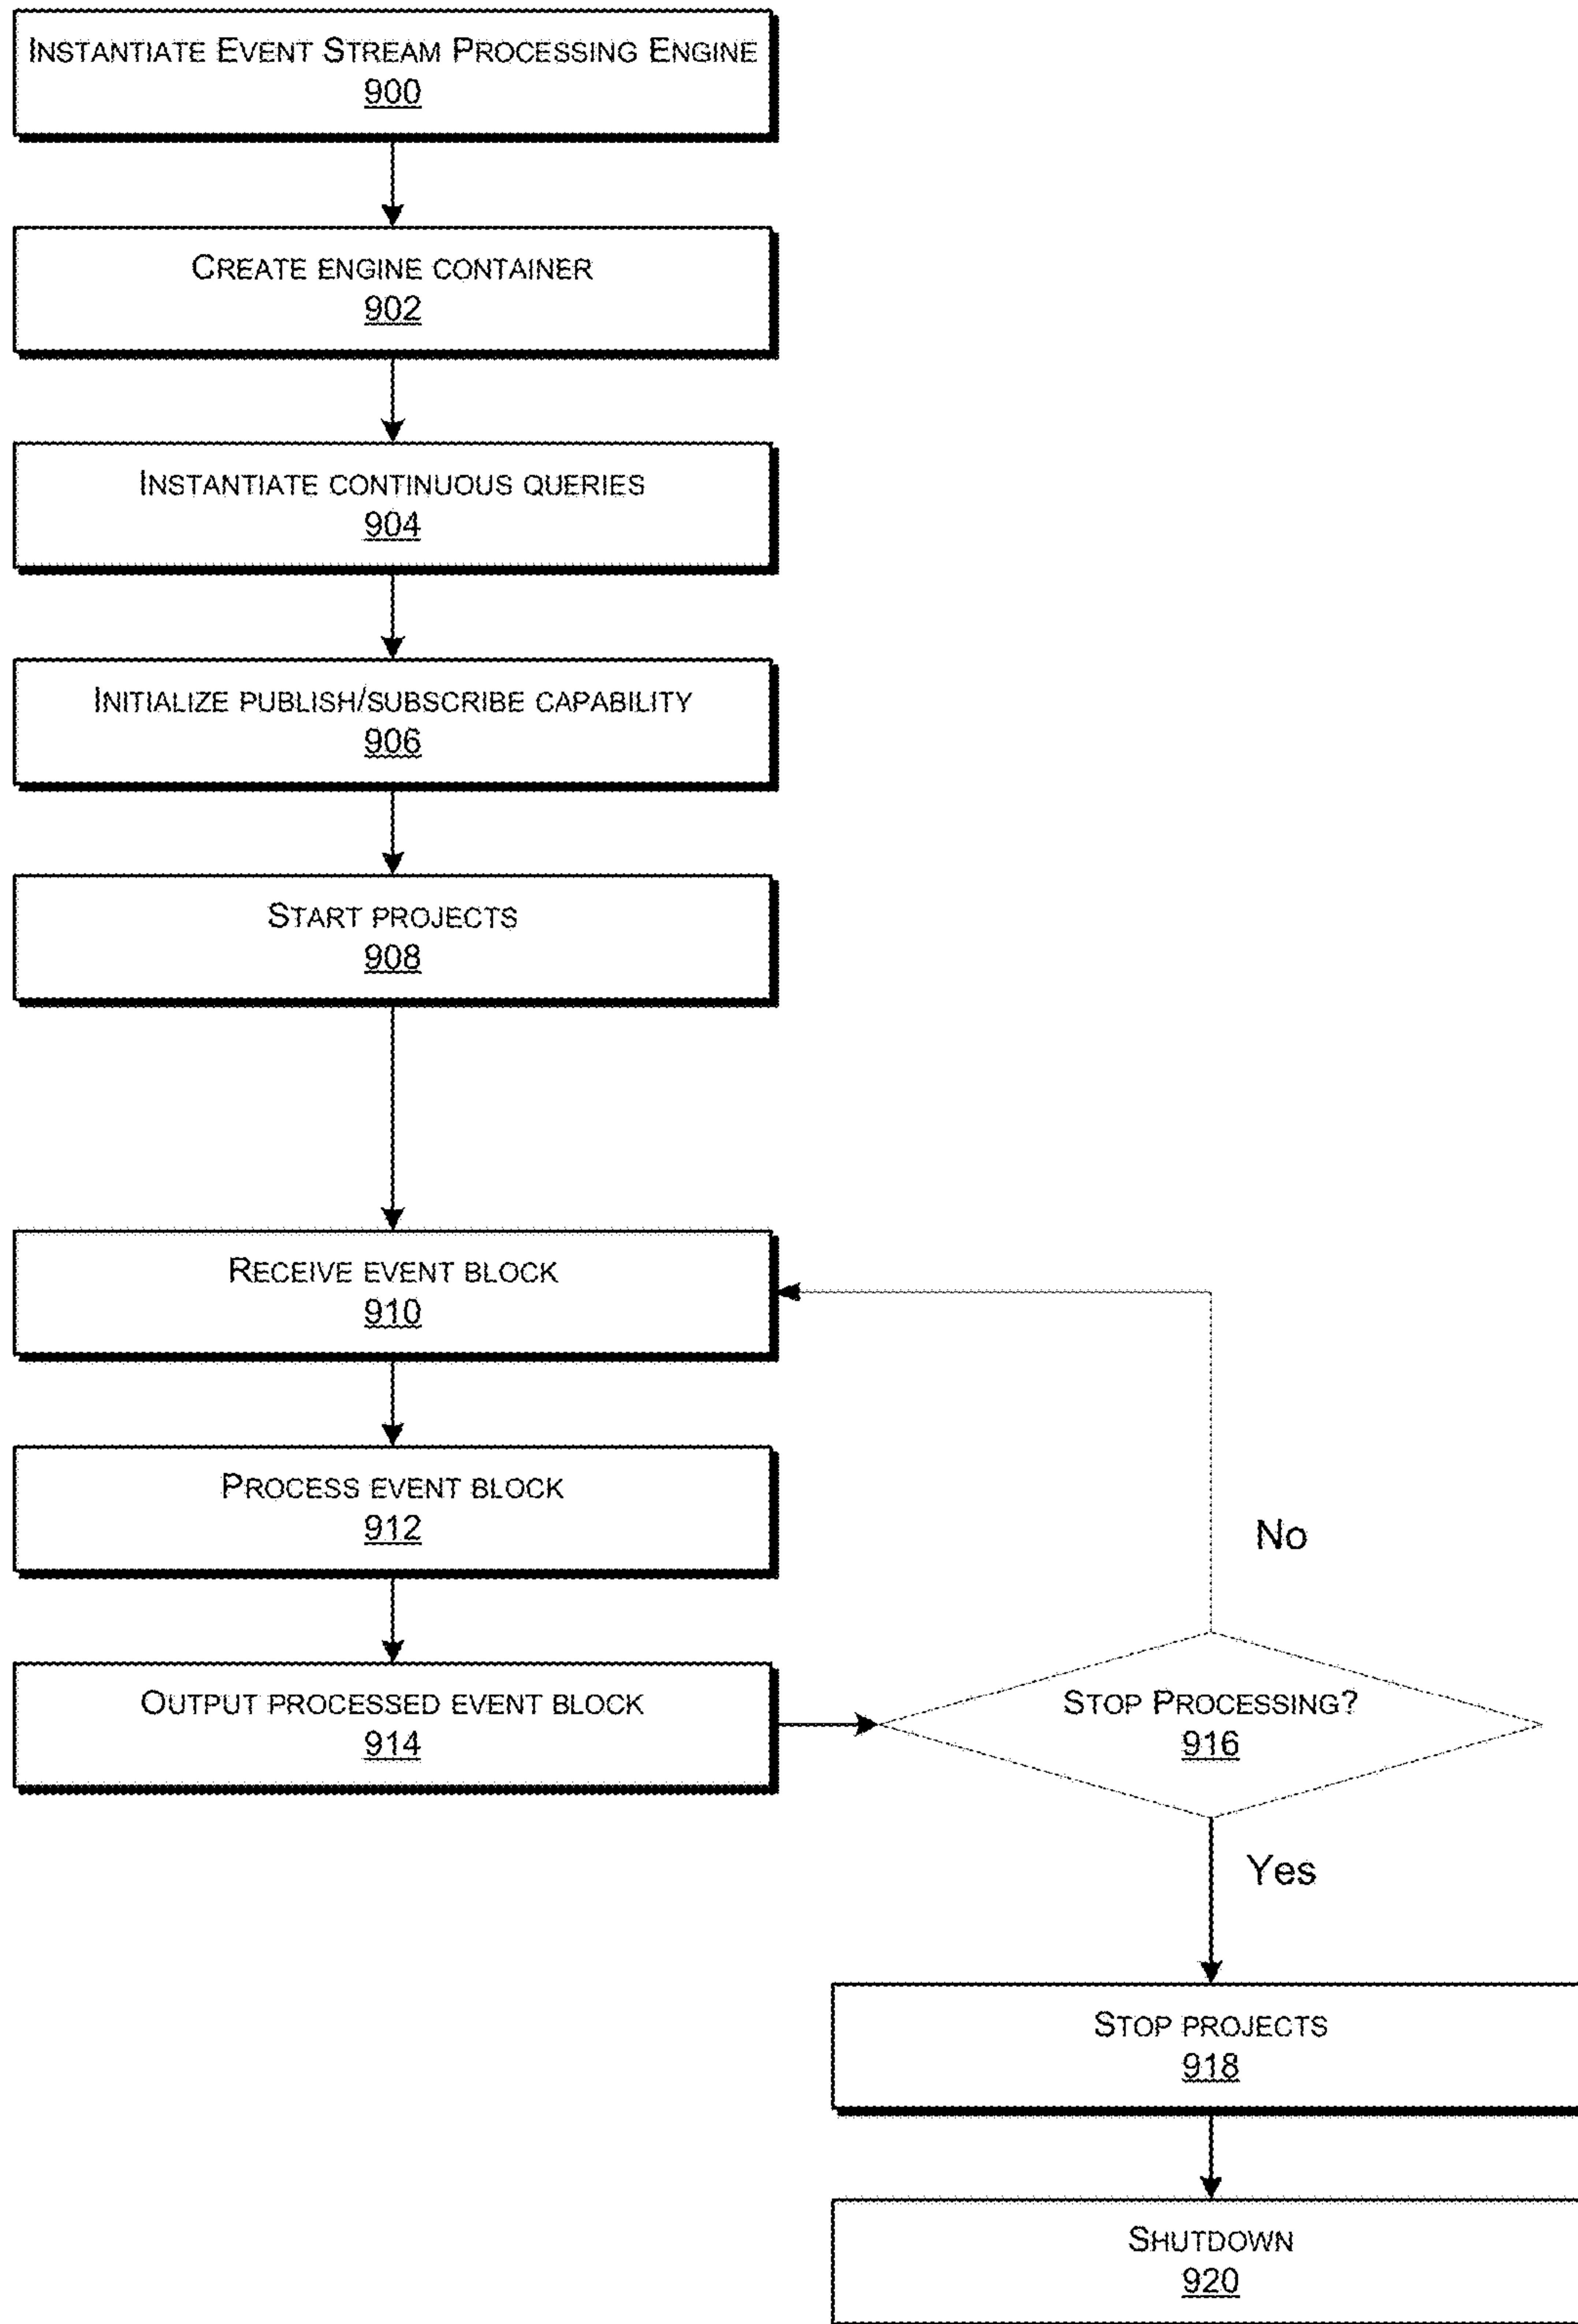 INSTANTIATE EVENT STREAM PROCESSING ENGINE
900
CREATE ENGINE CONTAINER
902
INSTANTIATE CONTINUOUS QUERIES
904
INITIALIZE PUBLISH/SUBSCRIBE CAPABILITY
906
START PROJECTS
908
RECEIVE EVENT BLOCK
910
PROCESS EVENT BLOCK
912
No
OUTPUT PROCESSED EVENT BLOCK
914
STOP PROCESSING?
916
Yes
STOP PROJECTS
918
SHUTDOWN
920